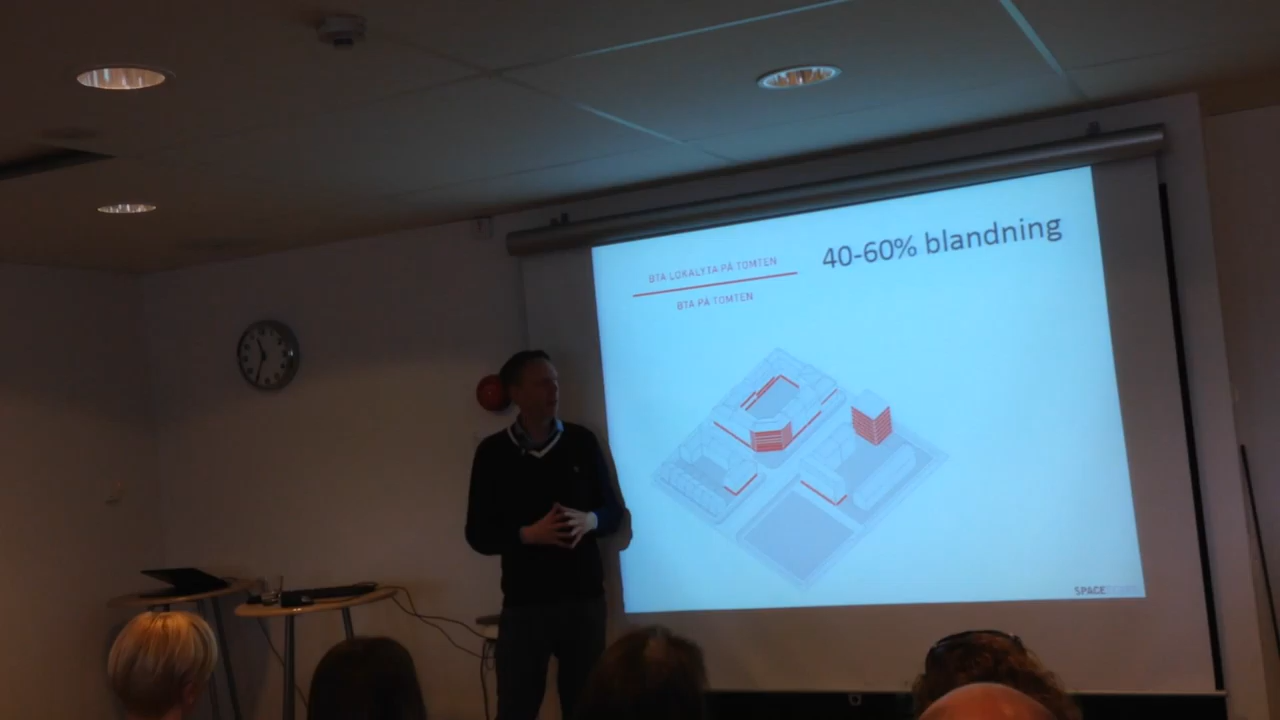 BTA LOKALYTA PÅ TOMTEN
BTA PÅ TOMTEN
40-60% blandning
SPACE